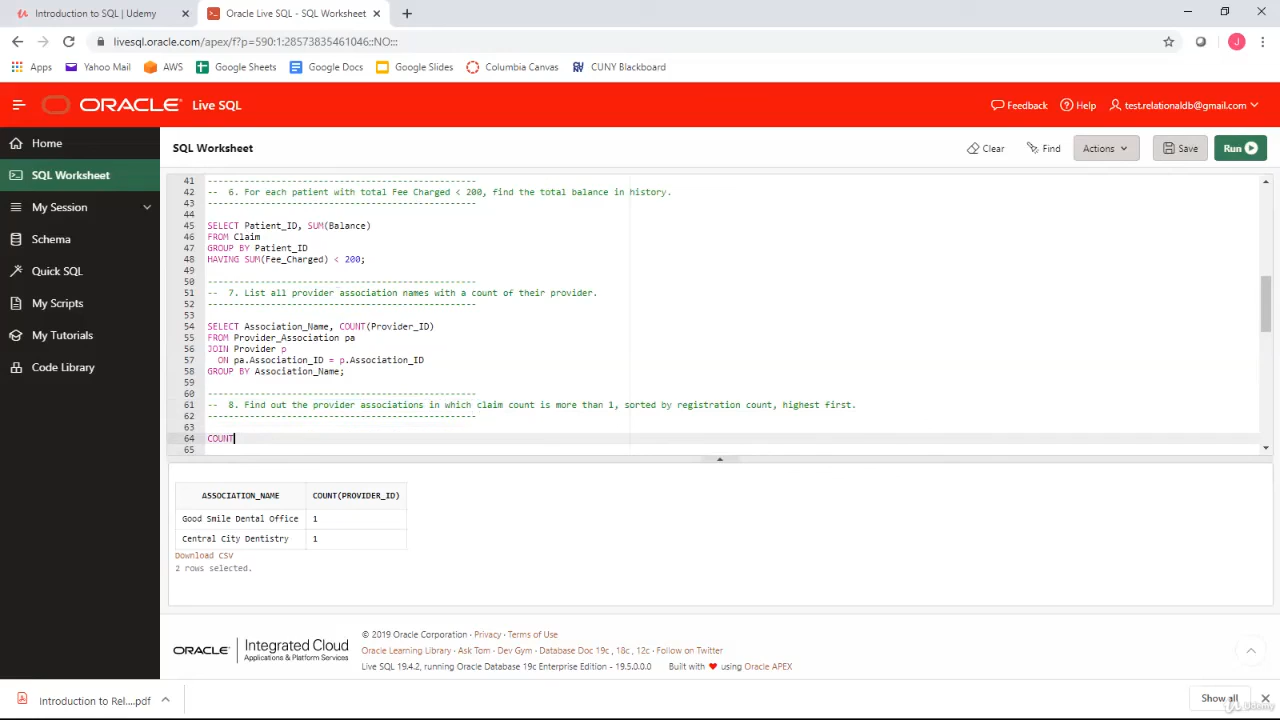 Introduction to SQL | Udemy
Oracle Live SQL - SQL Worksheet
livesql.oracle.com/apex/f?p=590:1:28573835461046::NO:::
J
Apps Yahoo Mail AWS Google Sheets Google Docs Google Slides Columbia Canvas CUNY Blackboard
ORACLE Live SQL
Feedback Help test.relationaldb@gmail.com
Home
SQL Worksheet
My Session
Schema
Quick SQL
My Scripts
My Tutorials
Code Library
SQL Worksheet
Clear Find Actions Save Run
41 ---------------------------------------------------
42 -- 6. For each patient with total Fee Charged < 200, find the total balance in history.
43 ---------------------------------------------------
44
45 SELECT Patient_ID, SUM(Balance)
46 FROM Claim
47 GROUP BY Patient_ID
48 HAVING SUM(Fee_Charged) < 200;
49
50 ---------------------------------------------------
51 -- 7. List all provider association names with a count of their provider.
52 ---------------------------------------------------
53
54 SELECT Association_Name, COUNT(Provider_ID)
55 FROM Provider_Association pa
56 JOIN Provider p
57 ON pa.Association_ID = p.Association_ID
58 GROUP BY Association_Name;
59
60 ---------------------------------------------------
61 -- 8. Find out the provider associations in which claim count is more than 1, sorted by registration count, highest first.
62 ---------------------------------------------------
63
64 COUNT
65
ASSOCIATION_NAME COUNT(PROVIDER_ID)
Good Smile Dental Office 1
Central City Dentistry 1
Download CSV
2 rows selected.
ORACLE Integrated Cloud
Applications & Platform Services
© 2019 Oracle Corporation · Privacy · Terms of Use
Oracle Learning Library · Ask Tom · Dev Gym · Database Doc 19c, 18c, 12c · Follow on Twitter
Live SQL 19.4.2, running Oracle Database 19c Enterprise Edition - 19.5.0.0.0 Built with ❤ using Oracle APEX
Introduction to Rel....pdf
Show all
Udemy